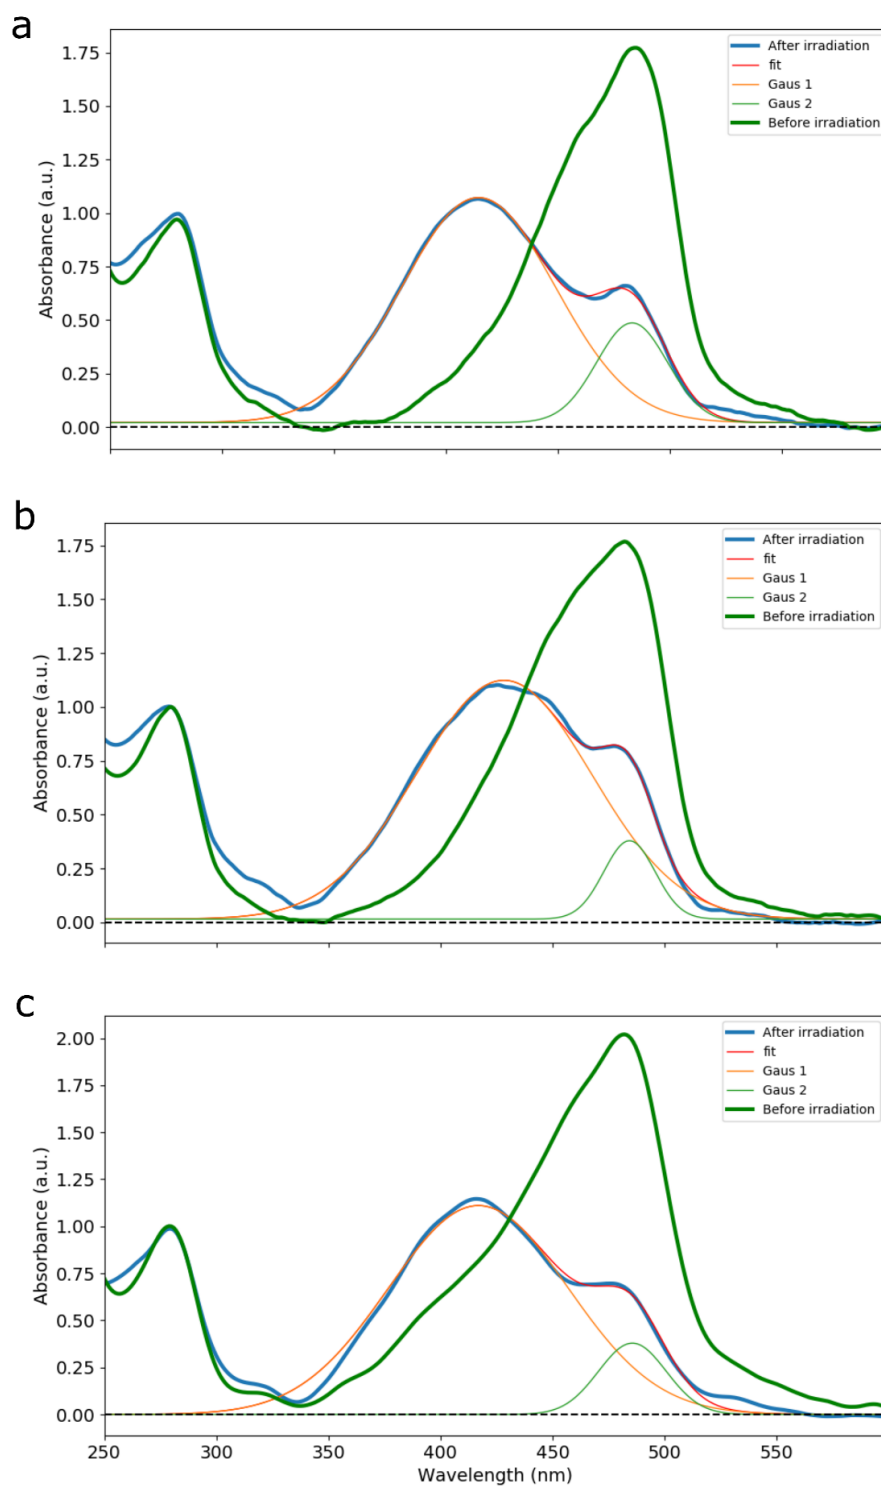 a
1.75
1.50
1.25
1.00
0.75
0.50
0.25
0.00
Absorbance (a.u.)
After irradiation
fit
Gaus 1
Gaus 2
Before irradiation
b
1.75
1.50
1.25
1.00
0.75
0.50
0.25
0.00
Absorbance (a.u.)
After irradiation
fit
Gaus 1
Gaus 2
Before irradiation
c
2.00
1.75
1.50
1.25
1.00
0.75
0.50
0.25
0.00
Absorbance (a.u.)
After irradiation
fit
Gaus 1
Gaus 2
Before irradiation
250 300 350 400 450 500 550
Wavelength (nm)